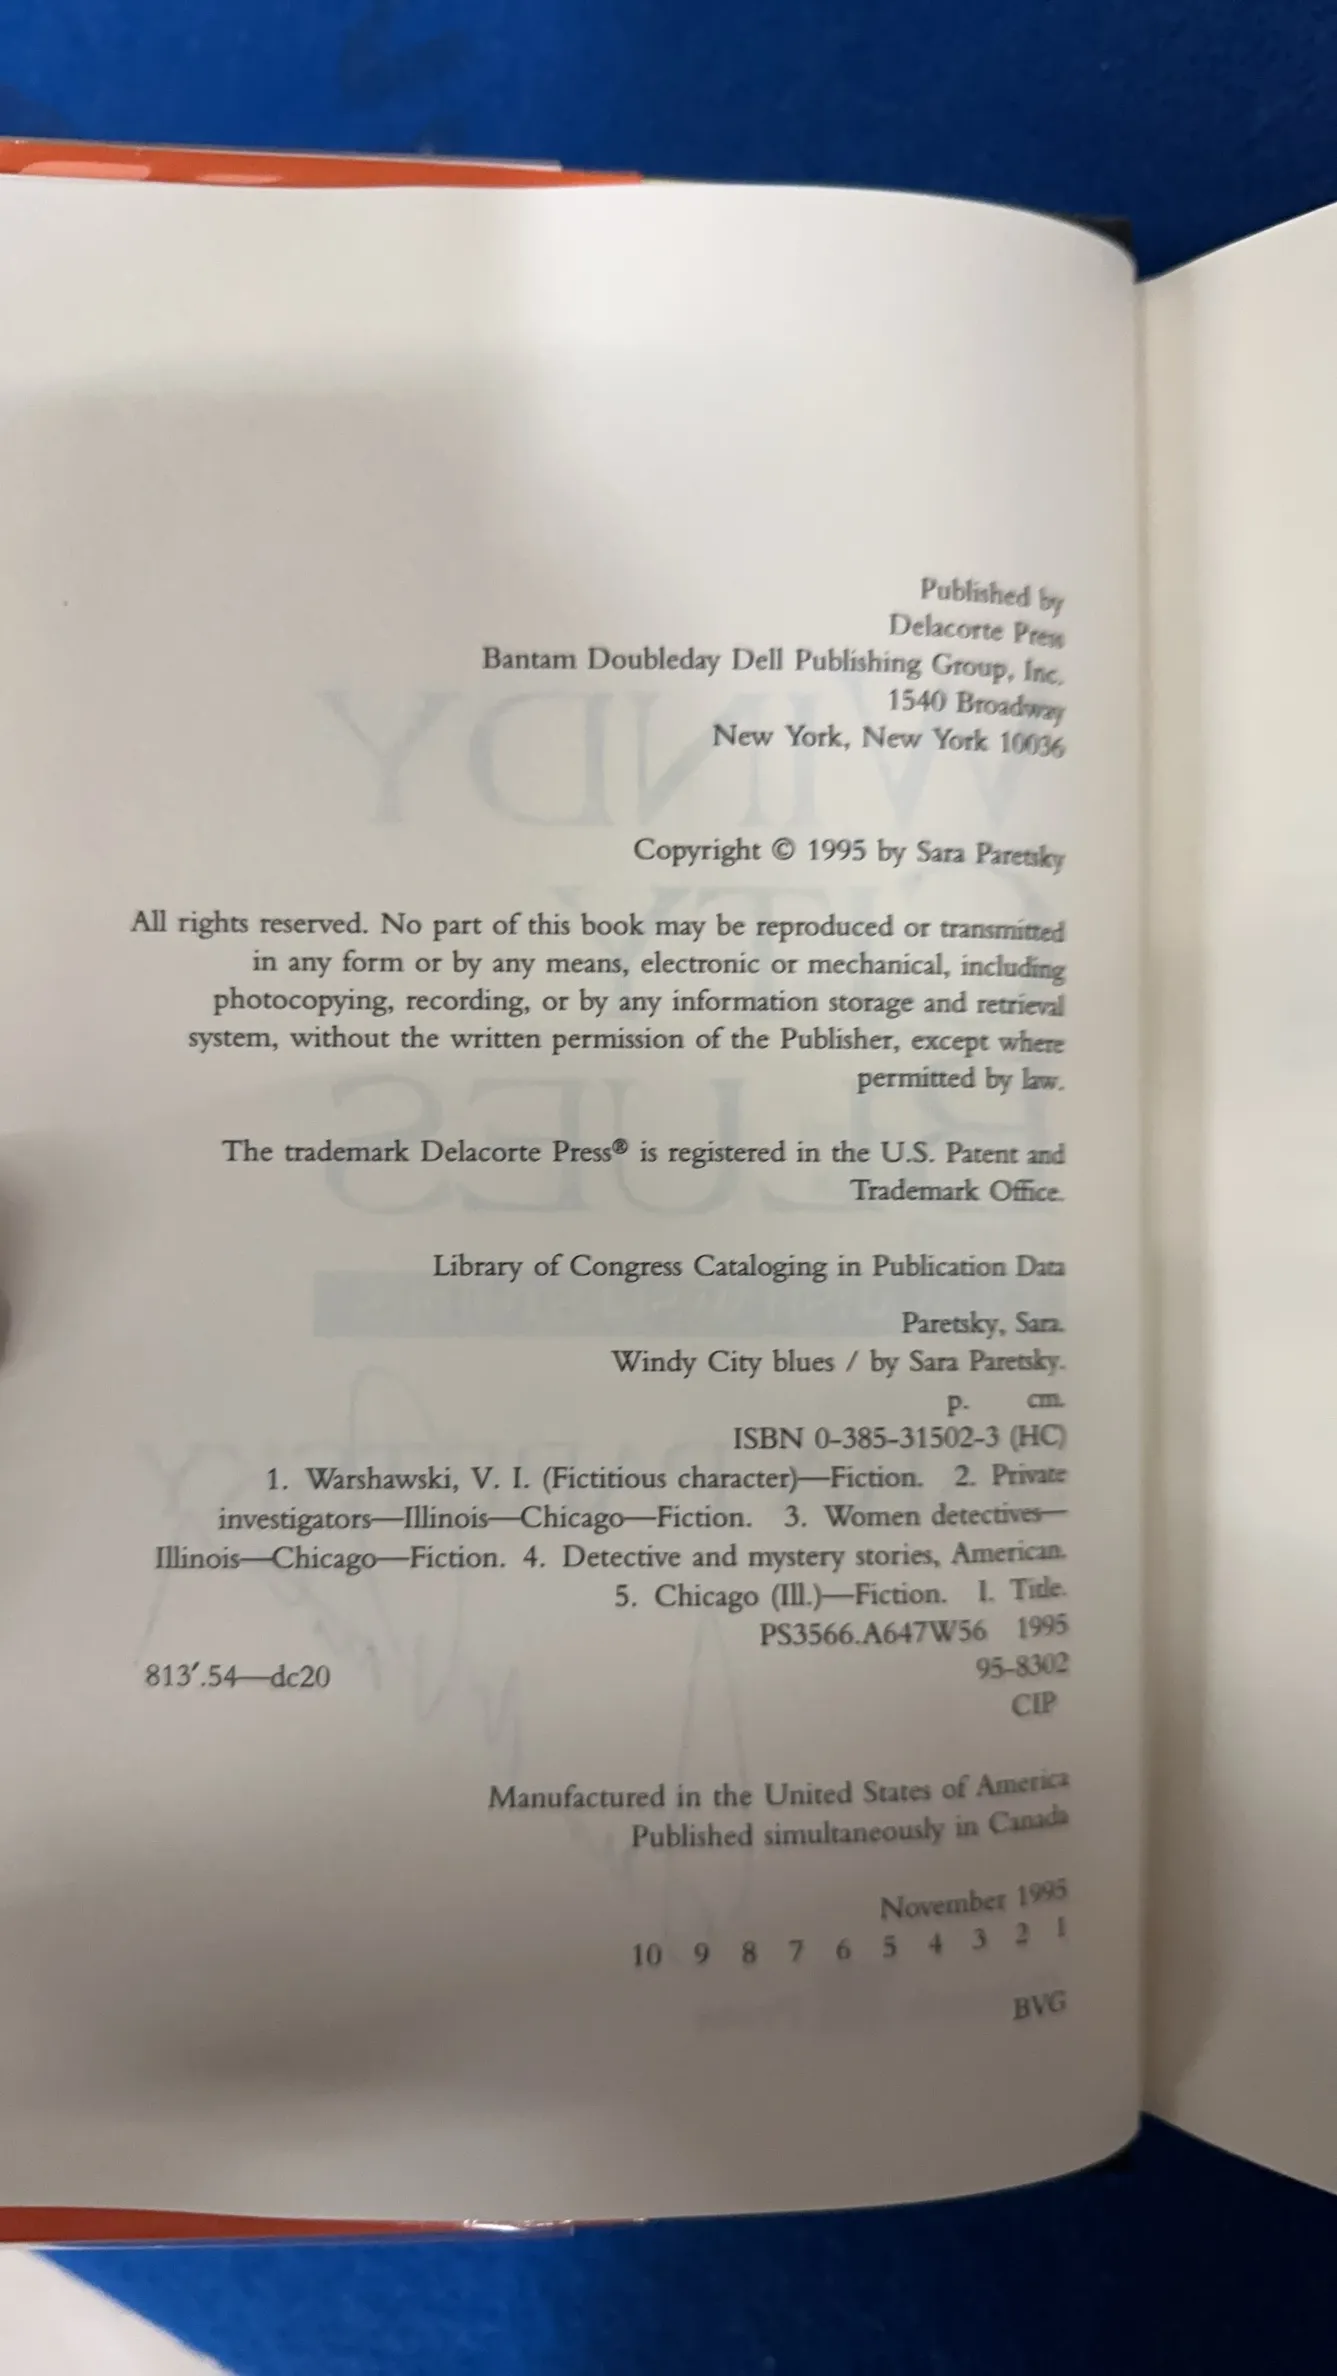 Published by
Delacorte Press
Bantam Doubleday Dell Publishing Group, Inc.
1540 Broadway
New York, New York 10036
Copyright © 1995 by Sara Paretsky
All rights reserved. No part of this book may be reproduced or transmitted
in any form or by any means, electronic or mechanical, including
photocopying, recording, or by any information storage and retrieval
system, without the written permission of the Publisher, except where
permitted by law.
The trademark Delacorte Press® is registered in the U.S. Patent and
Trademark Office.
Library of Congress Cataloging in Publication Data
Paretsky, Sara.
Windy City blues / by Sara Paretsky.
p. cm.
ISBN 0-385-31502-3 (HC)
1. Warshawski, V. I. (Fictitious character)—Fiction. 2. Private
investigators—Illinois—Chicago—Fiction. 3. Women detectives—
Illinois—Chicago—Fiction. 4. Detective and mystery stories, American.
5. Chicago (Ill.)—Fiction. I. Title.
PS3566.A647W56 1995
813′.54—dc20 95-8302
CIP
Manufactured in the United States of America
Published simultaneously in Canada
November 1995
10 9 8 7 6 5 4 3 2 1
BVG